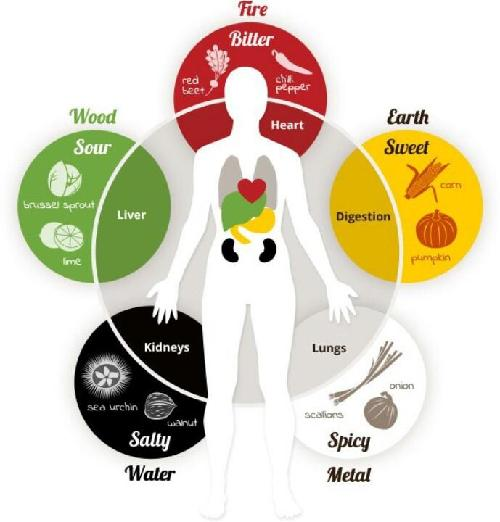 Fire
Bitter
red
beet
chili
pepper
Heart
Wood
Sour
brussel sprout
lime
Liver
Earth
Sweet
corn
pumpkin
Digestion
Kidneys
sea urchin
walnut
Salty
Water
Lungs
onion
scallions
Spicy
Metal